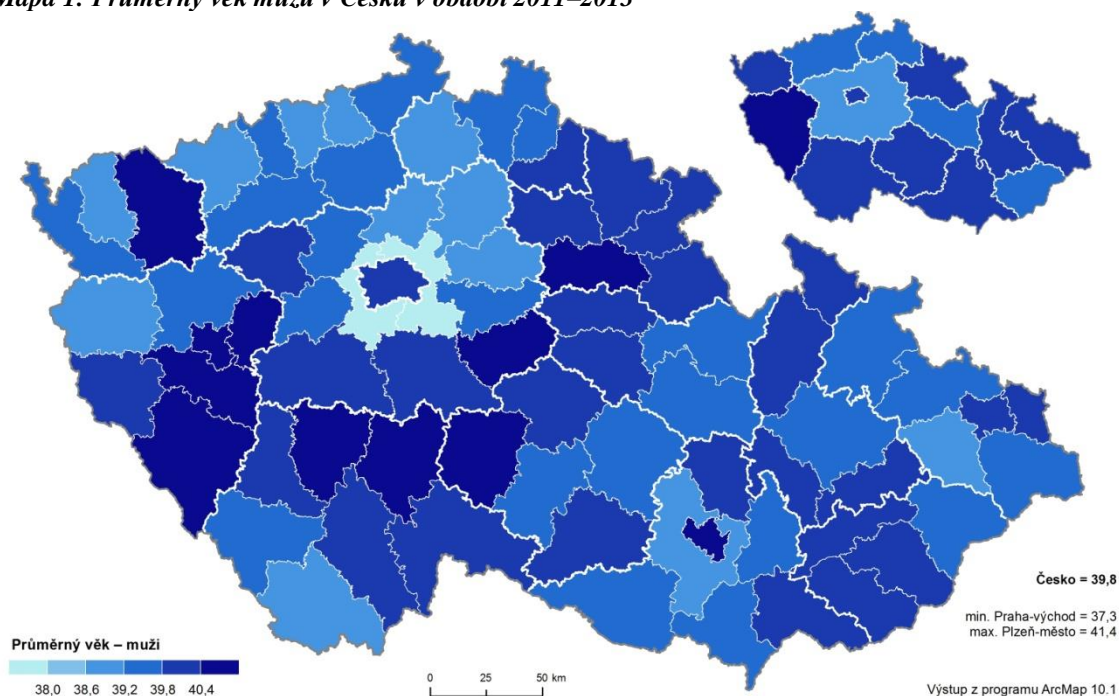 Mapa 1: Průměrný věk mužů v Česku v období 2011–2015
Česko = 39,8
min. Praha-východ = 37,3
max. Plzeň-město = 41,4
Průměrný věk – muži
38,0 38,6 39,2 39,8 40,4
0 25 50 km
Výstup z programu ArcMap 10.1